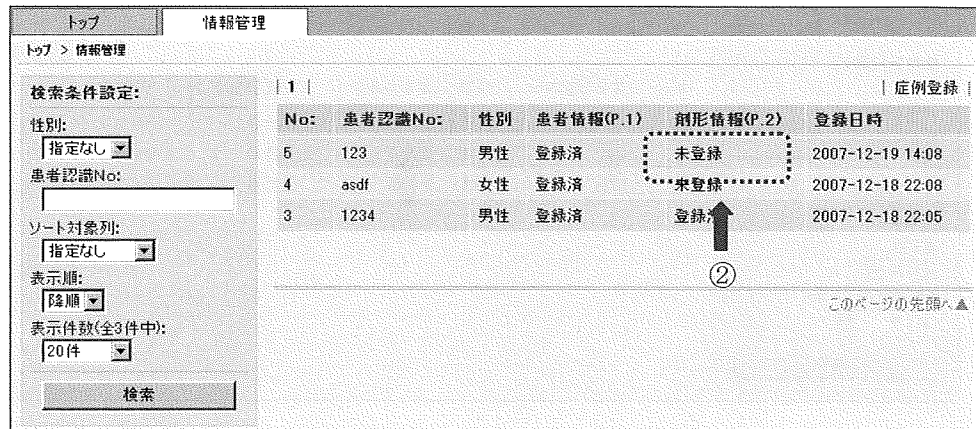 トップ 情報管理
トップ > 情報管理
検索条件設定:
性別:
指定なし
患者認識No:
ソート対象列:
指定なし
表示順:
降順
表示件数(全3件中):
20件
検索
| 1 | | 症例登録 |
No: 患者認識No: 性別 患者情報(P.1) 剤形情報(P.2) 登録日時
5 123 男性 登録済 未登録 2007-12-19 14:08
4 asdf 女性 登録済 未登録 2007-12-18 22:08
3 1234 男性 登録済 登録済 2007-12-18 22:05
②
このページの先頭へ▲